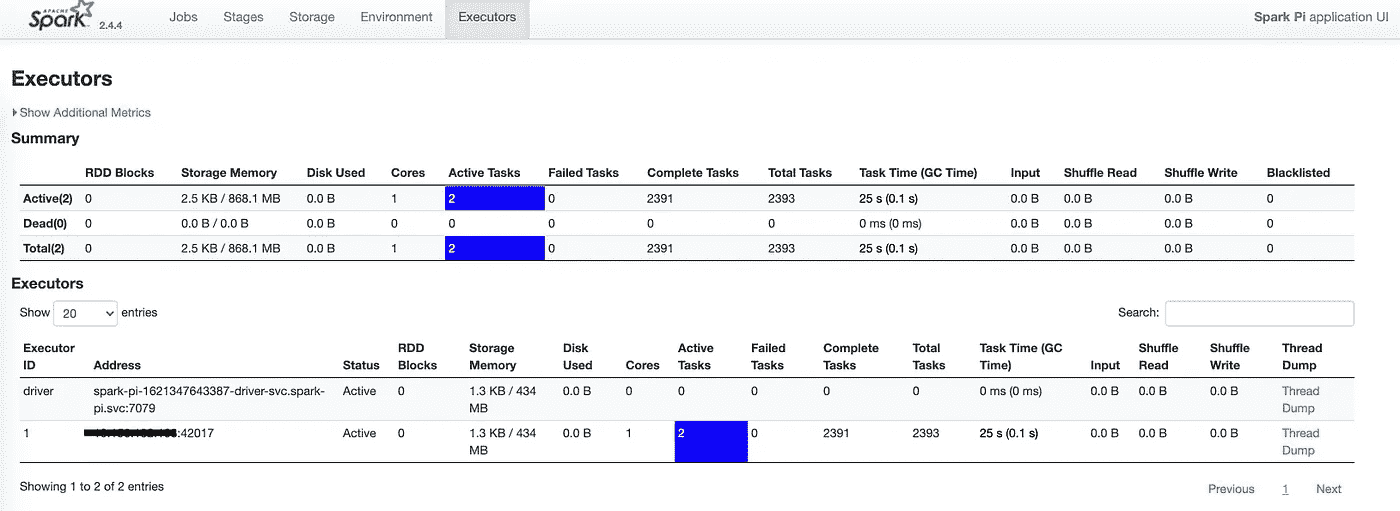 APACHE
Spark 2.4.4 Jobs Stages Storage Environment Executors Spark Pi application UI
Executors
Show Additional Metrics
Summary
RDD Blocks Storage Memory Disk Used Cores Active Tasks Failed Tasks Complete Tasks Total Tasks Task Time (GC Time) Input Shuffle Read Shuffle Write Blacklisted
Active(2) 0 2.5 KB / 868.1 MB 0.0 B 1 2 0 2391 2393 25 s (0.1 s) 0.0 B 0.0 B 0.0 B 0
Dead(0) 0 0.0 B / 0.0 B 0.0 B 0 0 0 0 0 0 ms (0 ms) 0.0 B 0.0 B 0.0 B 0
Total(2) 0 2.5 KB / 868.1 MB 0.0 B 1 2 0 2391 2393 25 s (0.1 s) 0.0 B 0.0 B 0.0 B 0
Executors
Show 20 entries Search:
Executor RDD Storage Disk Active Failed Complete Total Task Time (GC Shuffle Shuffle Thread
ID Address Status Blocks Memory Used Cores Tasks Tasks Tasks Tasks Time) Input Read Write Dump
driver spark-pi-1621347643387-driver-svc.spark- Active 0 1.3 KB / 434 0.0 B 0 0 0 0 0 0 ms (0 ms) 0.0 B 0.0 B 0.0 B Thread
pi.svc:7079 MB Dump
1 :42017 Active 0 1.3 KB / 434 0.0 B 1 2 0 2391 2393 25 s (0.1 s) 0.0 B 0.0 B 0.0 B Thread
MB Dump
Showing 1 to 2 of 2 entries Previous 1 Next